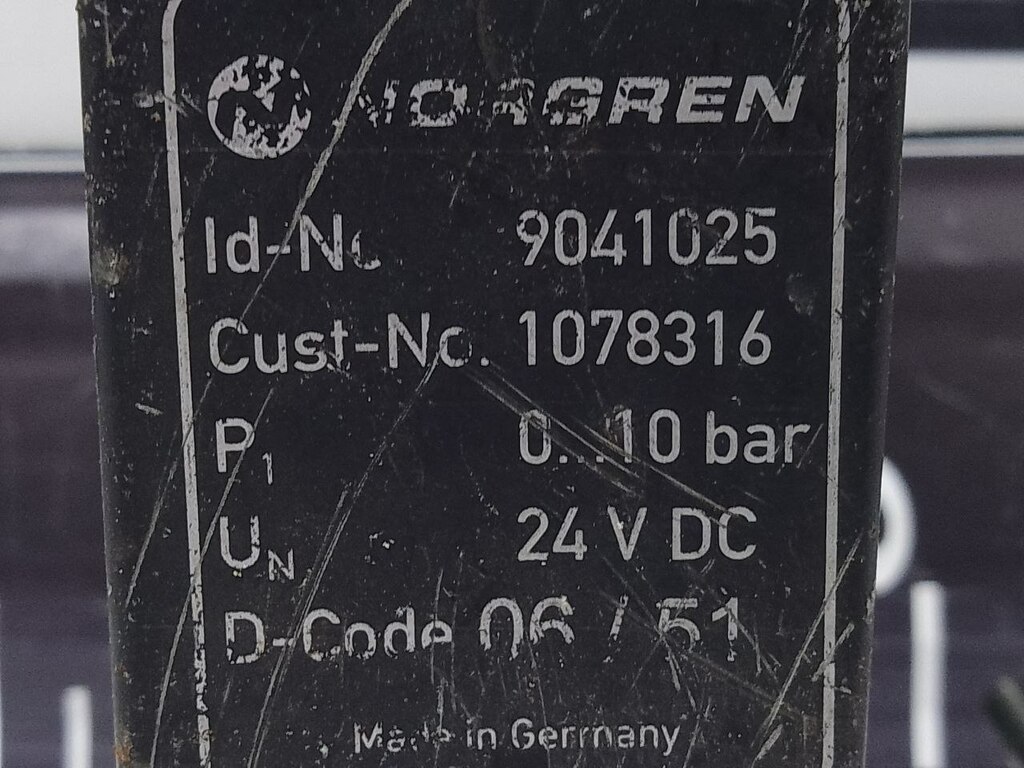 NORGREN
Id-No 9041025
Cust-No. 1078316
P1 0...10 bar
UN 24 V DC
D-Code 06 / 51
Made in Germany